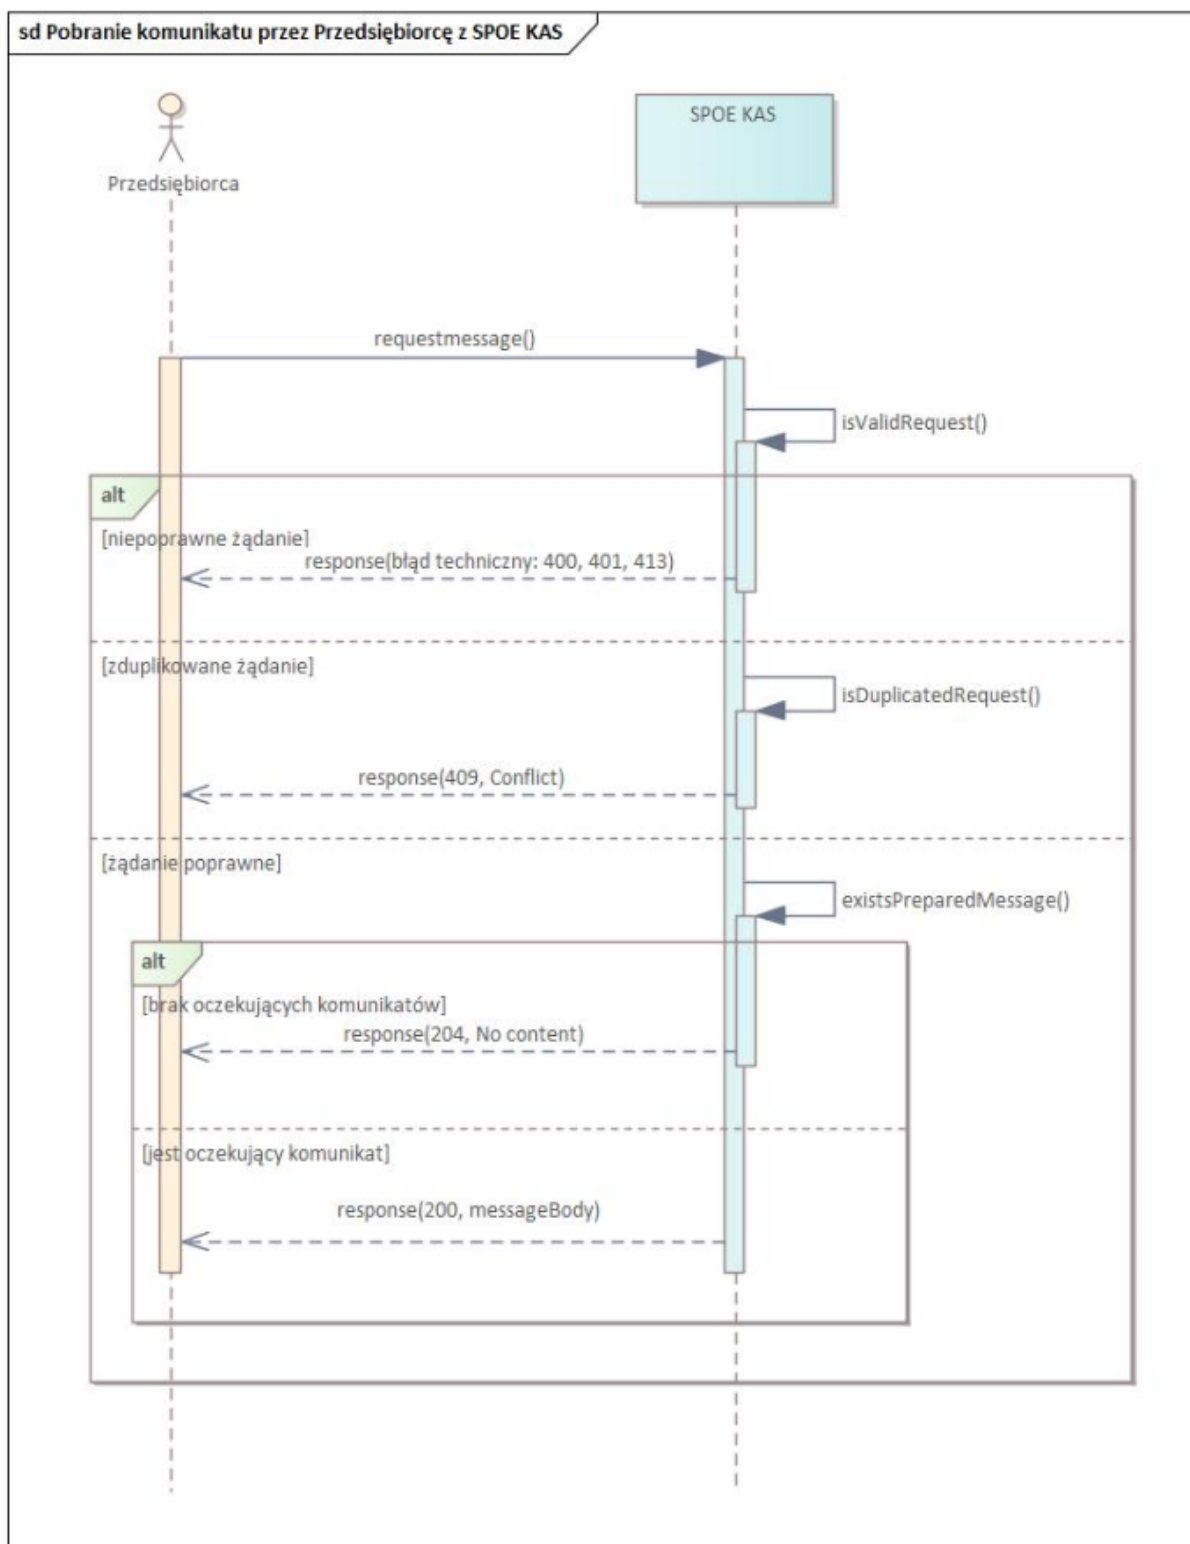 sd Pobranie komunikatu przez Przedsiębiorcę z SPOE KAS
SPOE KAS
Przedsiębiorca
requestmessage()
isValidRequest()
alt
[niepoprawne żądanie]
response(błąd techniczny: 400, 401, 413)
[zduplikowane żądanie]
isDuplicatedRequest()
response(409, Conflict)
[żądanie poprawne]
existsPreparedMessage()
alt
[brak oczekujących komunikatów]
response(204, No content)
[jest oczekujący komunikat]
response(200, messageBody)